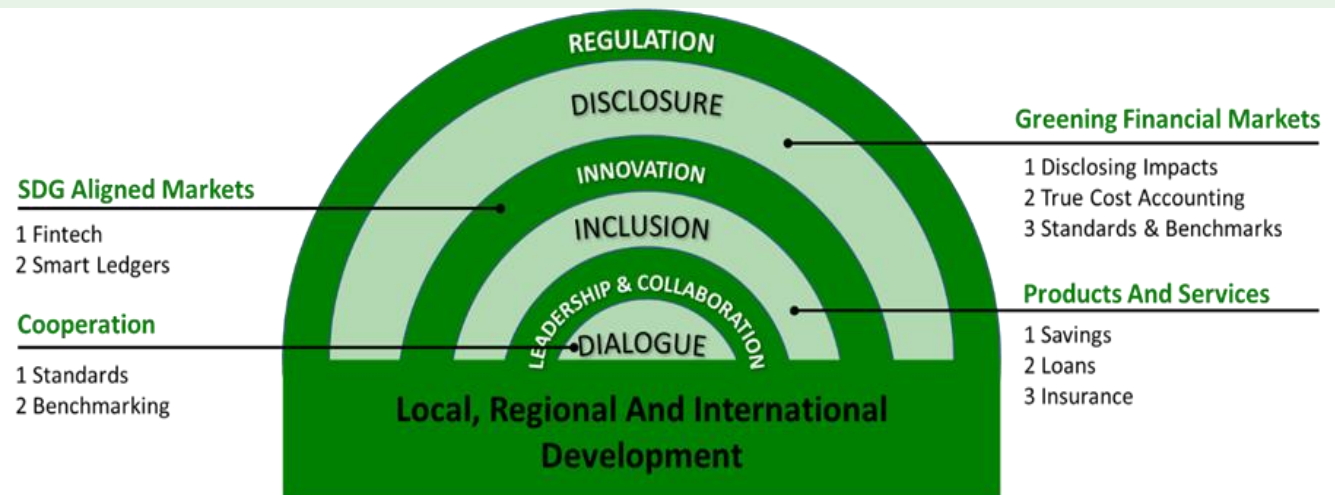 REGULATION
DISCLOSURE
INNOVATION
INCLUSION
LEADERSHIP & COLLABORATION
DIALOGUE
Local, Regional And International
Development
SDG Aligned Markets
1 Fintech
2 Smart Ledgers
Cooperation
1 Standards
2 Benchmarking
Greening Financial Markets
1 Disclosing Impacts
2 True Cost Accounting
3 Standards & Benchmarks
Products And Services
1 Savings
2 Loans
3 Insurance